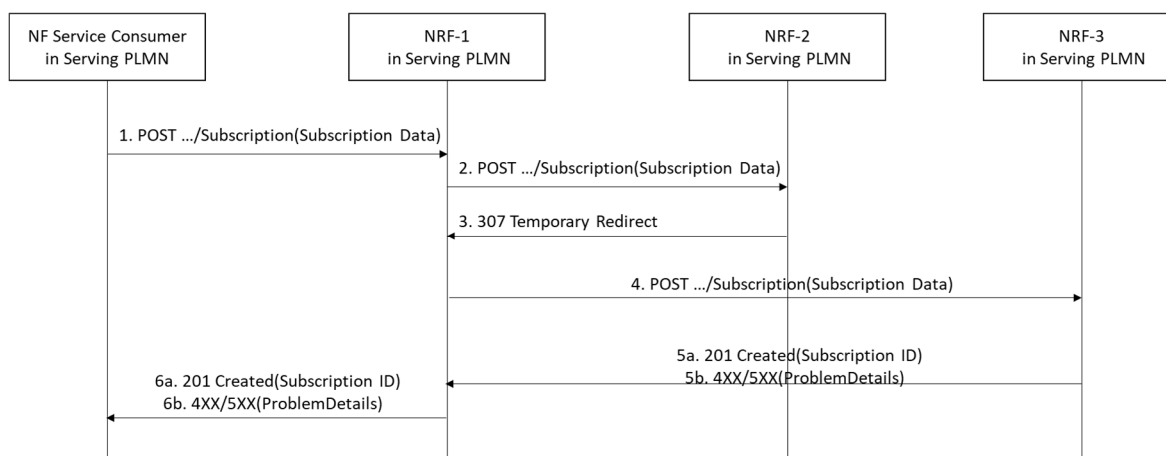 NF Service Consumer
in Serving PLMN
NRF-1
in Serving PLMN
NRF-2
in Serving PLMN
NRF-3
in Serving PLMN
1. POST .../Subscription(Subscription Data)
2. POST .../Subscription(Subscription Data)
3. 307 Temporary Redirect
4. POST .../Subscription(Subscription Data)
5a. 201 Created(Subscription ID)
5b. 4XX/5XX(ProblemDetails)
6a. 201 Created(Subscription ID)
6b. 4XX/5XX(ProblemDetails)